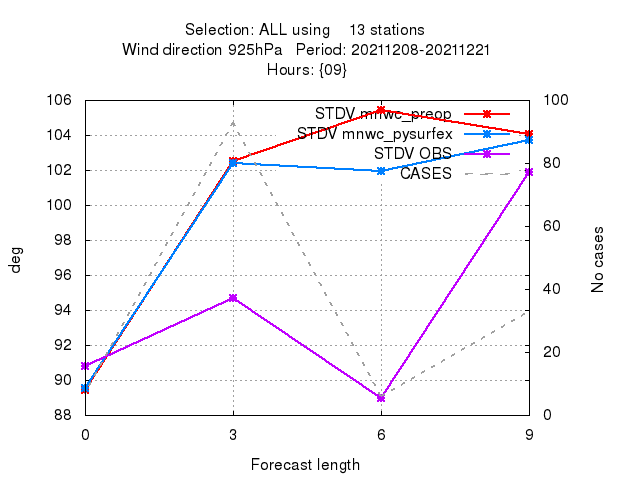 Selection: ALL using 13 stations
Wind direction 925hPa Period: 20211208-20211221
Hours: {09}
STDV mnwc_preop
STDV mnwc_pysurfex
STDV OBS
CASES
106
104
102
100
98
96
94
92
90
88
deg
100
80
60
40
20
0
No cases
0 3 6 9
Forecast length